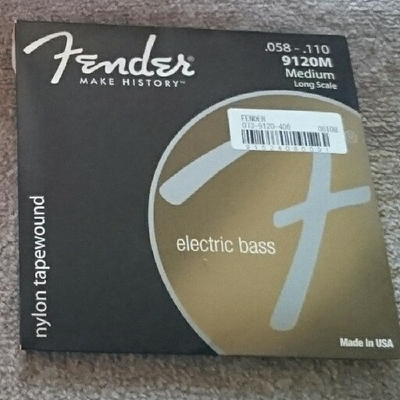 Fender
MAKE HISTORY™
.058 - .110
9120M
Medium
Long Scale
FENDER
073-9120-406
®
electric bass
nylon tapewound
Made in USA